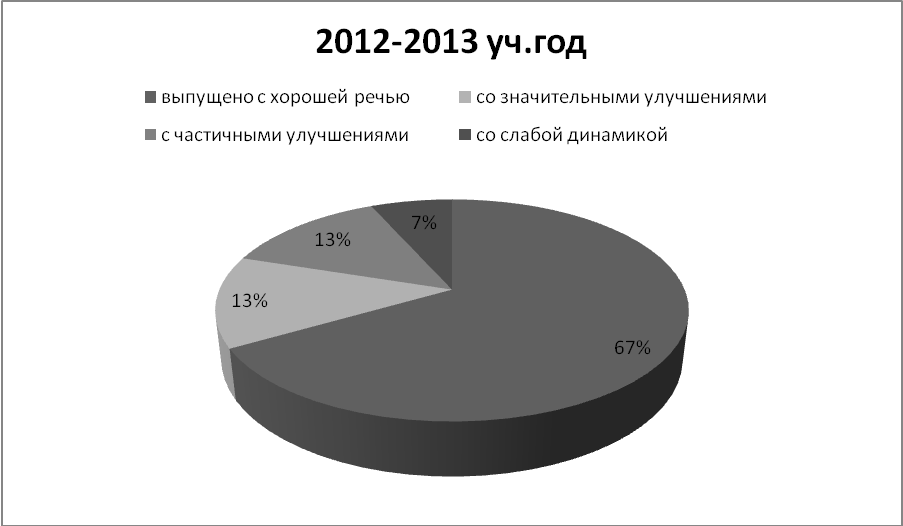 2012-2013 уч.год
выпущено с хорошей речью со значительными улучшениями
с частичными улучшениями со слабой динамикой
7%
13%
13%
67%